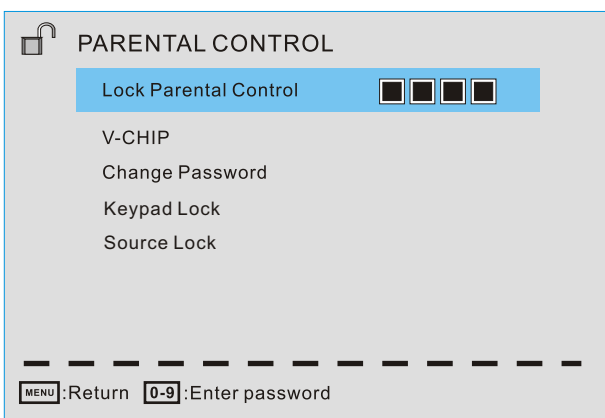 PARENTAL CONTROL
Lock Parental Control
V-CHIP
Change Password
Keypad Lock
Source Lock
MENU:Return 0-9:Enter password